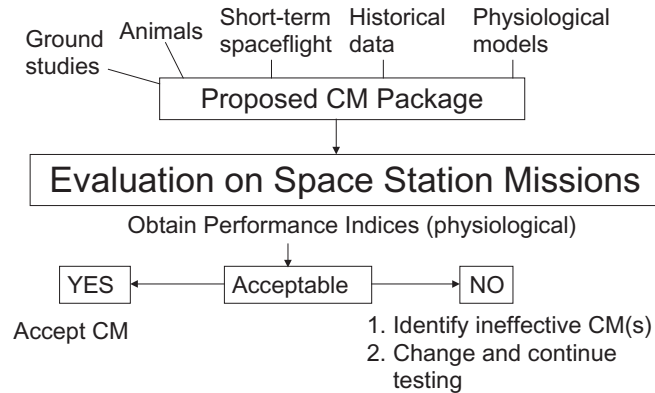 Ground
studies
Animals
Short-term
spaceflight
Historical
data
Physiological
models
Proposed CM Package
Evaluation on Space Station Missions
Obtain Performance Indices (physiological)
YES
Acceptable
NO
Accept CM
1. Identify ineffective CM(s)
2. Change and continue
testing